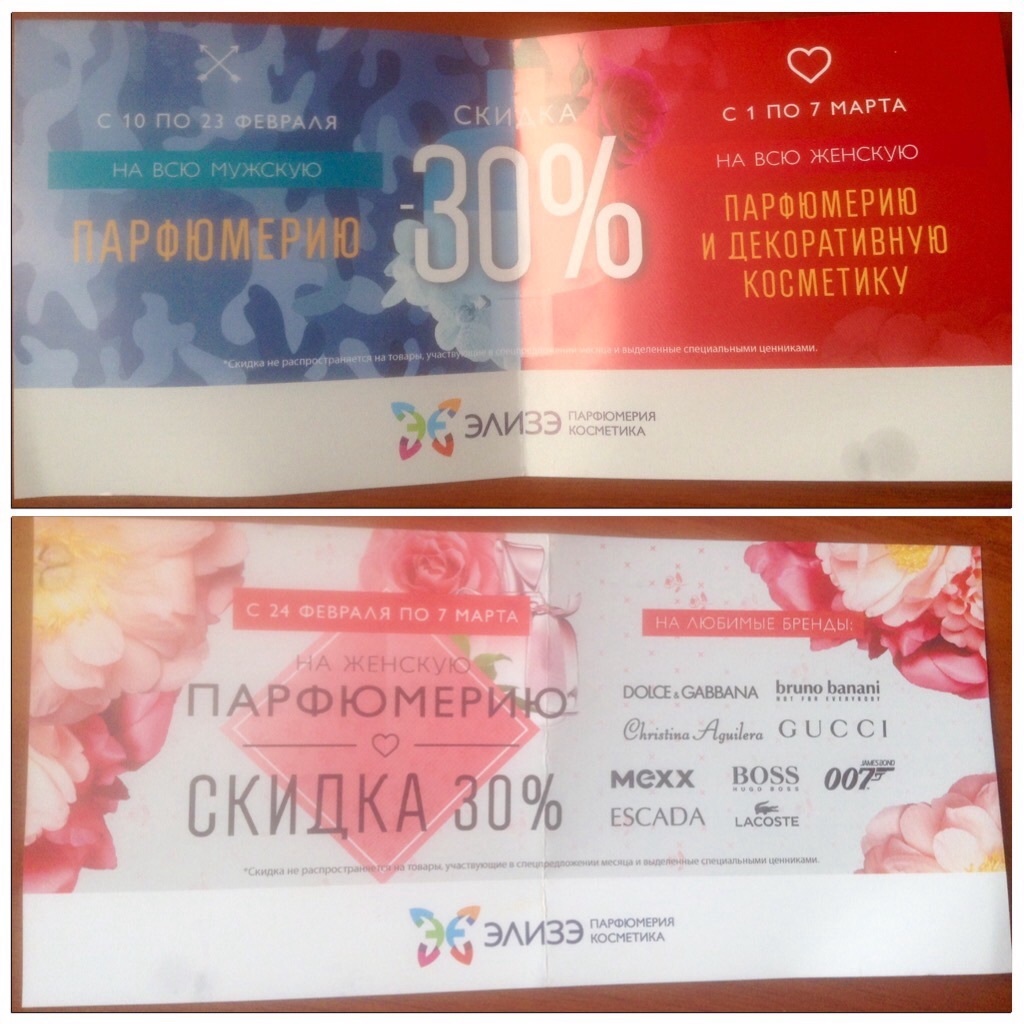 С 10 ПО 23 ФЕВРАЛЯ
НА ВСЮ МУЖСКУЮ
ПАРФЮМЕРИЮ
СКИДКА
-30%
С 1 ПО 7 МАРТА
НА ВСЮ ЖЕНСКУЮ
ПАРФЮМЕРИЮ
И ДЕКОРАТИВНУЮ
КОСМЕТИКУ
*Скидка не распространяется на товары, участвующие в спецпредложении месяца и выделенные специальными ценниками.
ЭЛИЗЭ ПАРФЮМЕРИЯ
КОСМЕТИКА
С 24 ФЕВРАЛЯ ПО 7 МАРТА
НА ЖЕНСКУЮ
ПАРФЮМЕРИЮ
СКИДКА 30%
НА ЛЮБИМЫЕ БРЕНДЫ:
DOLCE & GABBANA bruno banani
NOT FOR EVERYBODY
Christina Aguilera GUCCI
mexx BOSS JAMES BOND
HUGO BOSS 007
ESCADA LACOSTE
*Скидка не распространяется на товары, участвующие в спецпредложении месяца и выделенные специальными ценниками.
ЭЛИЗЭ ПАРФЮМЕРИЯ
КОСМЕТИКА